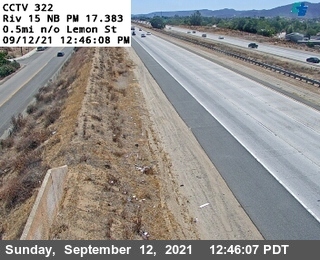 CCTV 322
Riv 15 NB PM 17.383
0.5mi n/o Lemon St
09/12/21 12:46:08 PM
Sunday, September 12, 2021 12:46:07 PDT